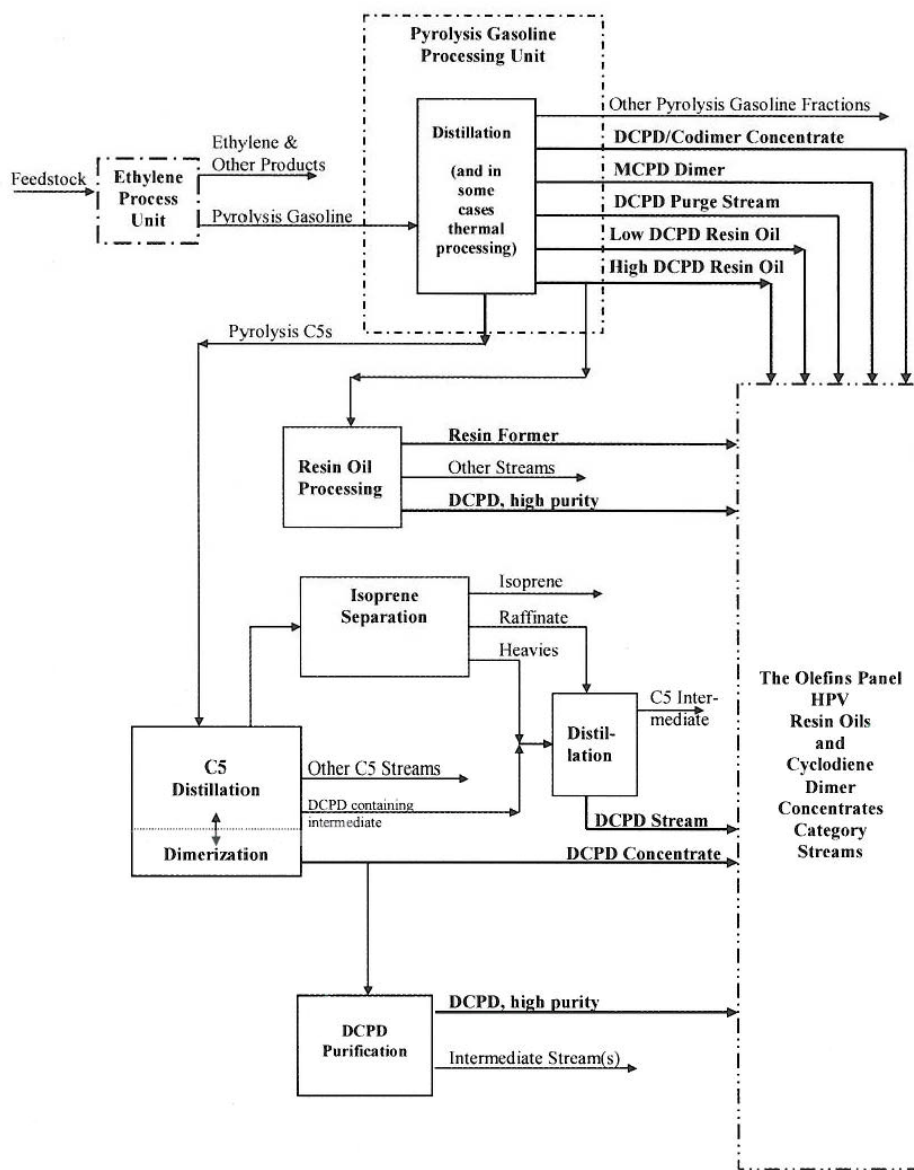 Pyrolysis Gasoline
Processing Unit
Feedstock
Ethylene
Process
Unit
Ethylene &
Other Products
Pyrolysis Gasoline
Distillation
(and in
some
cases
thermal
processing)
Other Pyrolysis Gasoline Fractions
DCPD/Codimer Concentrate
MCPD Dimer
DCPD Purge Stream
Low DCPD Resin Oil
High DCPD Resin Oil
Pyrolysis C5s
Resin Oil
Processing
Resin Former
Other Streams
DCPD, high purity
Isoprene
Separation
Isoprene
Raffinate
Heavies
Distil-
lation
C5 Inter-
mediate
C5
Distillation
Dimerization
Other C5 Streams
DCPD containing
intermediate
DCPD Stream
DCPD Concentrate
DCPD
Purification
DCPD, high purity
Intermediate Stream(s)
The Olefins Panel
HPV
Resin Oils
and
Cyclodiene
Dimer
Concentrates
Category
Streams